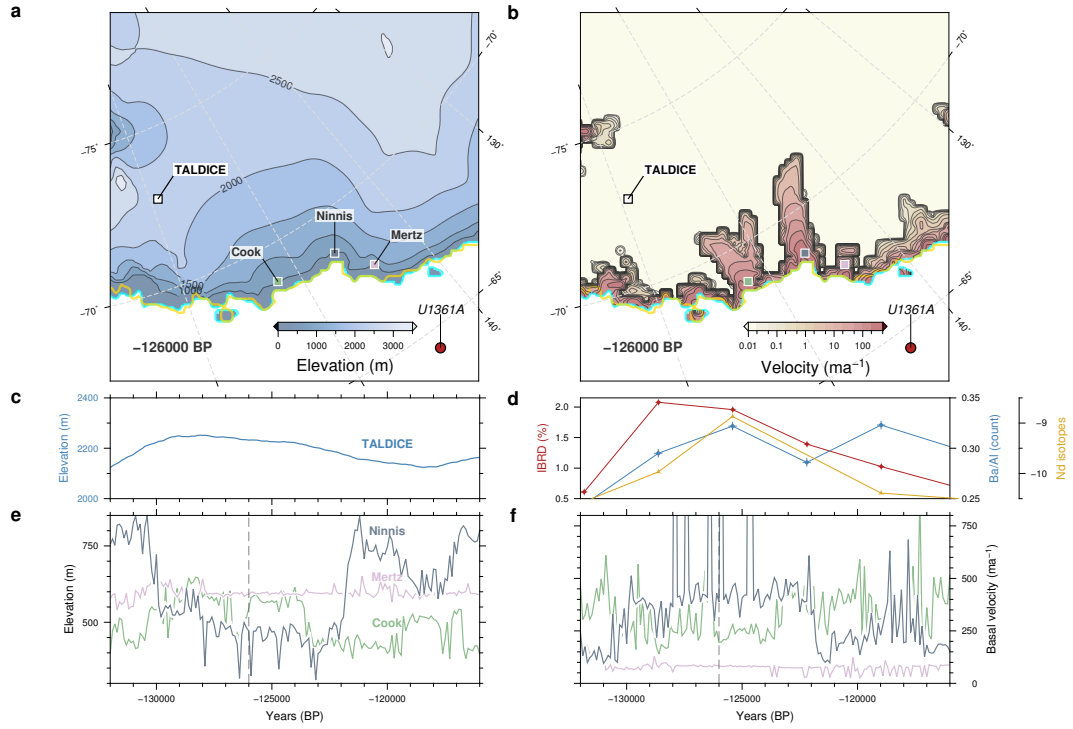 a
b
2500
2000
1500
1000
TALDICE
Ninnis
Mertz
Cook
U1361A
−126000 BP
0 1000 2000 3000
Elevation (m)
−75˚
−70˚
−70˚
130˚
−65
140˚
TALDICE
U1361A
−126000 BP
0.01 0.1 1 10 100
Velocity (ma⁻¹)
−75˚
−70˚
−70˚
130˚
−65
140˚
c
2400
2200
2000
Elevation (m)
TALDICE
d
2.0
1.5
1.0
0.5
IBRD (%)
0.35
0.30
0.25
Ba/Al (count)
−9
−10
Nd isotopes
e
750
500
Elevation (m)
Ninnis
Mertz
Cook
−130000 −125000 −120000
Years (BP)
f
750
500
250
0
Basal velocity (ma⁻¹)
−130000 −125000 −120000
Years (BP)